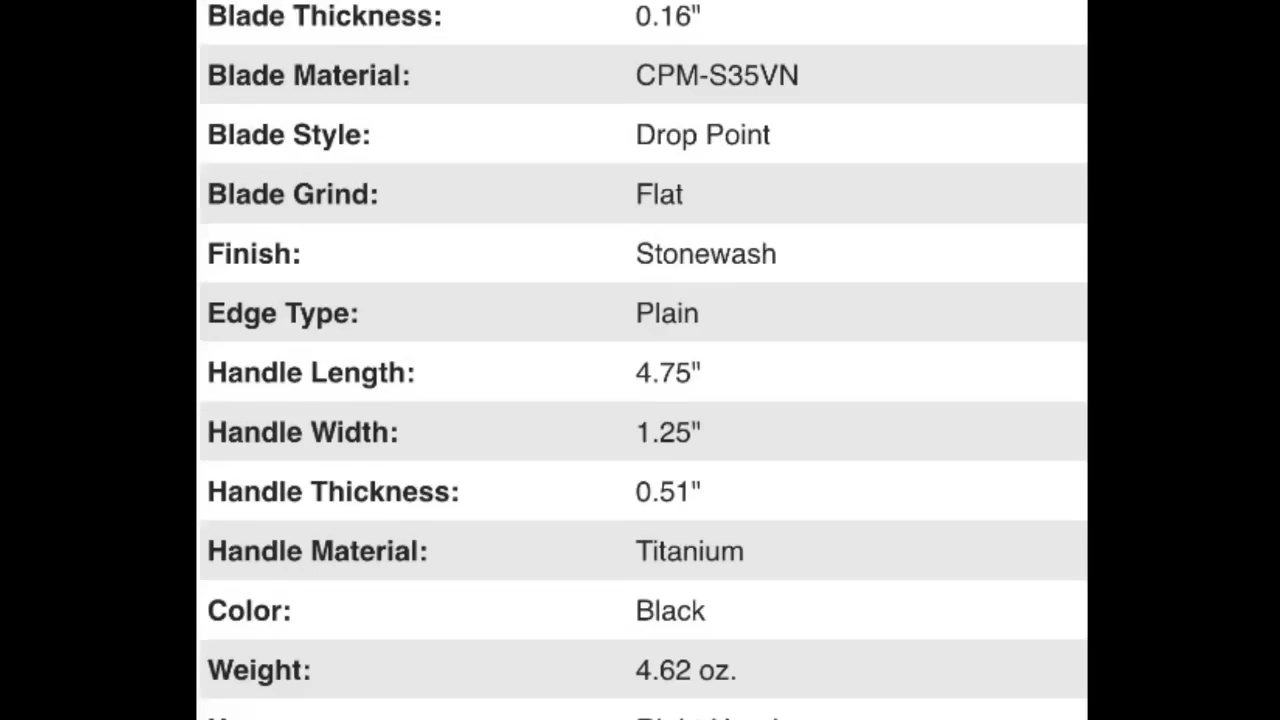 Blade Thickness: 0.16"
Blade Material: CPM-S35VN
Blade Style: Drop Point
Blade Grind: Flat
Finish: Stonewash
Edge Type: Plain
Handle Length: 4.75"
Handle Width: 1.25"
Handle Thickness: 0.51"
Handle Material: Titanium
Color: Black
Weight: 4.62 oz.